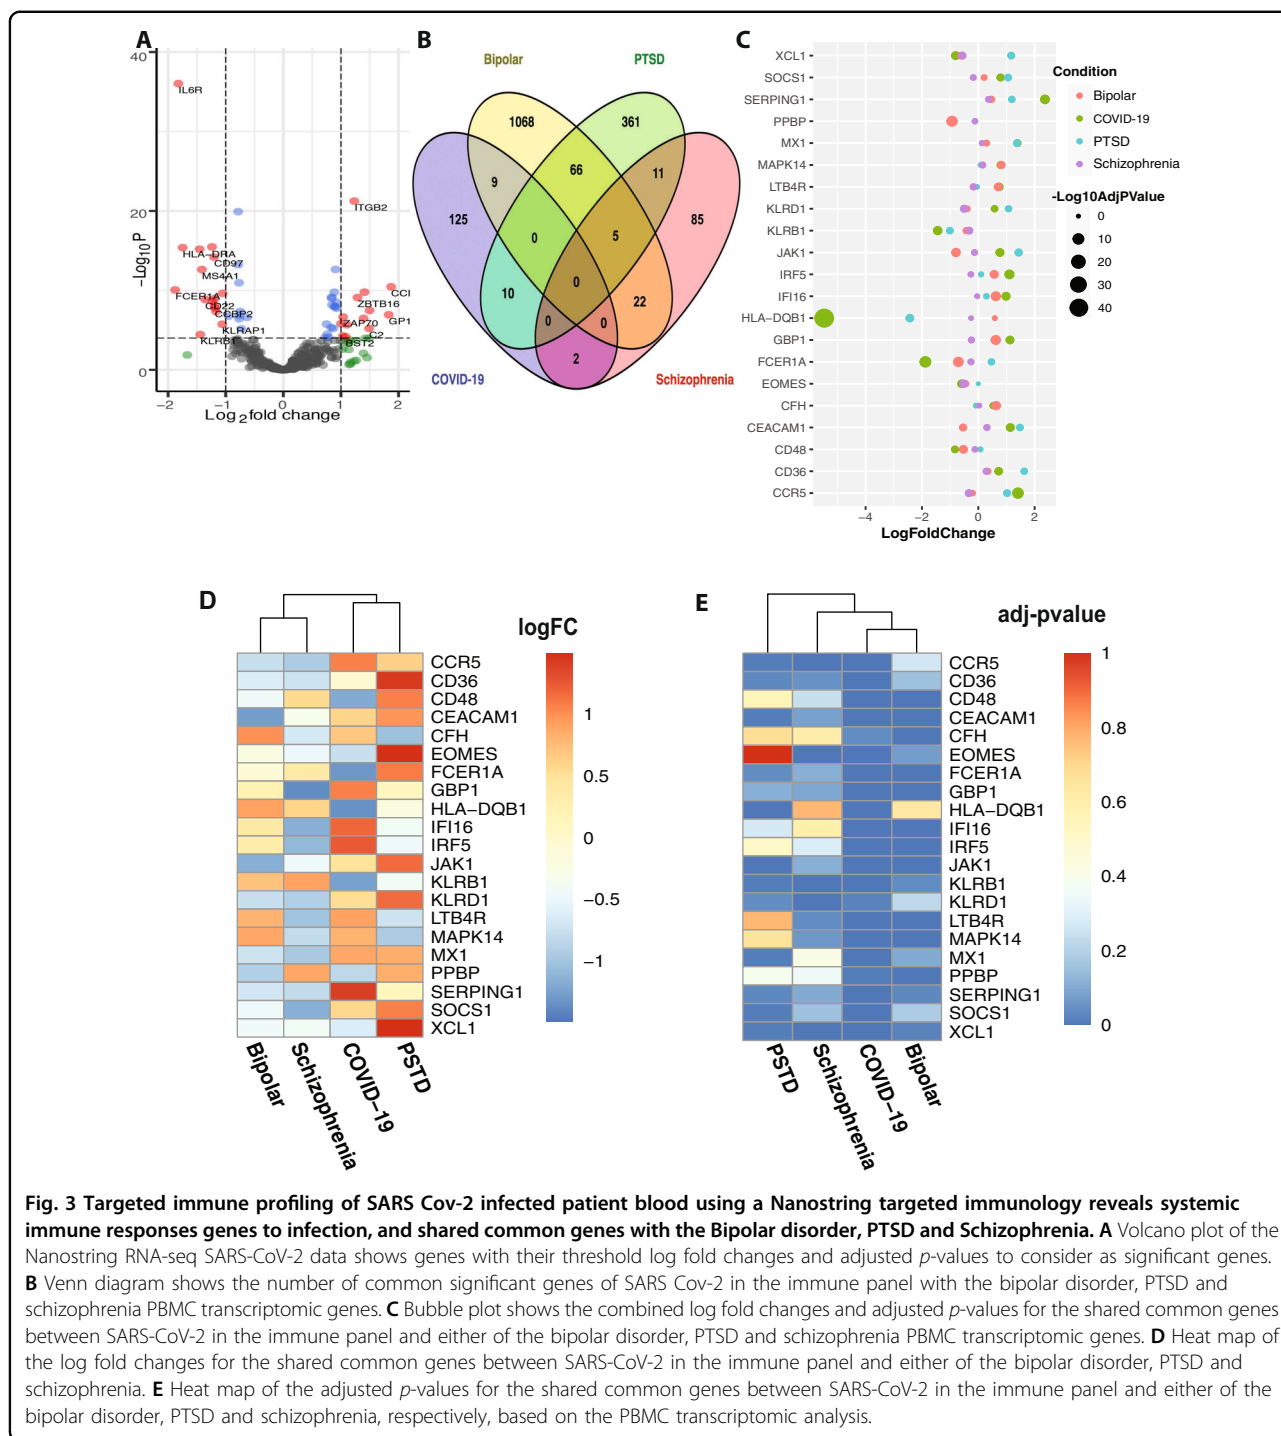 A
40
20
0
−Log10P
−2
−1
0
1
2
Log2fold change
IL6R
ITGB2
HLA−DRA
CD97
MS4A1
FCER1A
CD22
CCBP2
KLRAP1
KLRB1
CCI
ZBTB16
GP1
ZAP70
C2
BST2
B
Bipolar
PTSD
COVID-19
Schizophrenia
1068
361
66
9
11
125
85
0
5
0
10
22
0
0
2
C
XCL1
SOCS1
SERPING1
PPBP
MX1
MAPK14
LTB4R
KLRD1
KLRB1
JAK1
IRF5
IFI16
HLA−DQB1
GBP1
FCER1A
EOMES
CFH
CEACAM1
CD48
CD36
CCR5
−4
−2
0
2
LogFoldChange
Condition
Bipolar
COVID-19
PTSD
Schizophrenia
-Log10AdjPValue
0
10
20
30
40
D
logFC
1
0.5
0
−0.5
−1
CCR5
CD36
CD48
CEACAM1
CFH
EOMES
FCER1A
GBP1
HLA−DQB1
IFI16
IRF5
JAK1
KLRB1
KLRD1
LTB4R
MAPK14
MX1
PPBP
SERPING1
SOCS1
XCL1
Bipolar
Schizophrenia
COVID−19
PSTD
E
adj-pvalue
1
0.8
0.6
0.4
0.2
0
CCR5
CD36
CD48
CEACAM1
CFH
EOMES
FCER1A
GBP1
HLA−DQB1
IFI16
IRF5
JAK1
KLRB1
KLRD1
LTB4R
MAPK14
MX1
PPBP
SERPING1
SOCS1
XCL1
PSTD
Schizophrenia
COVID−19
Bipolar
Fig. 3 Targeted immune profiling of SARS Cov-2 infected patient blood using a Nanostring targeted immunology reveals systemic
immune responses genes to infection, and shared common genes with the Bipolar disorder, PTSD and Schizophrenia. A Volcano plot of the
Nanostring RNA-seq SARS-CoV-2 data shows genes with their threshold log fold changes and adjusted p-values to consider as significant genes.
B Venn diagram shows the number of common significant genes of SARS Cov-2 in the immune panel with the bipolar disorder, PTSD and
schizophrenia PBMC transcriptomic genes. C Bubble plot shows the combined log fold changes and adjusted p-values for the shared common genes
between SARS-CoV-2 in the immune panel and either of the bipolar disorder, PTSD and schizophrenia PBMC transcriptomic genes. D Heat map of
the log fold changes for the shared common genes between SARS-CoV-2 in the immune panel and either of the bipolar disorder, PTSD and
schizophrenia. E Heat map of the adjusted p-values for the shared common genes between SARS-CoV-2 in the immune panel and either of the
bipolar disorder, PTSD and schizophrenia, respectively, based on the PBMC transcriptomic analysis.